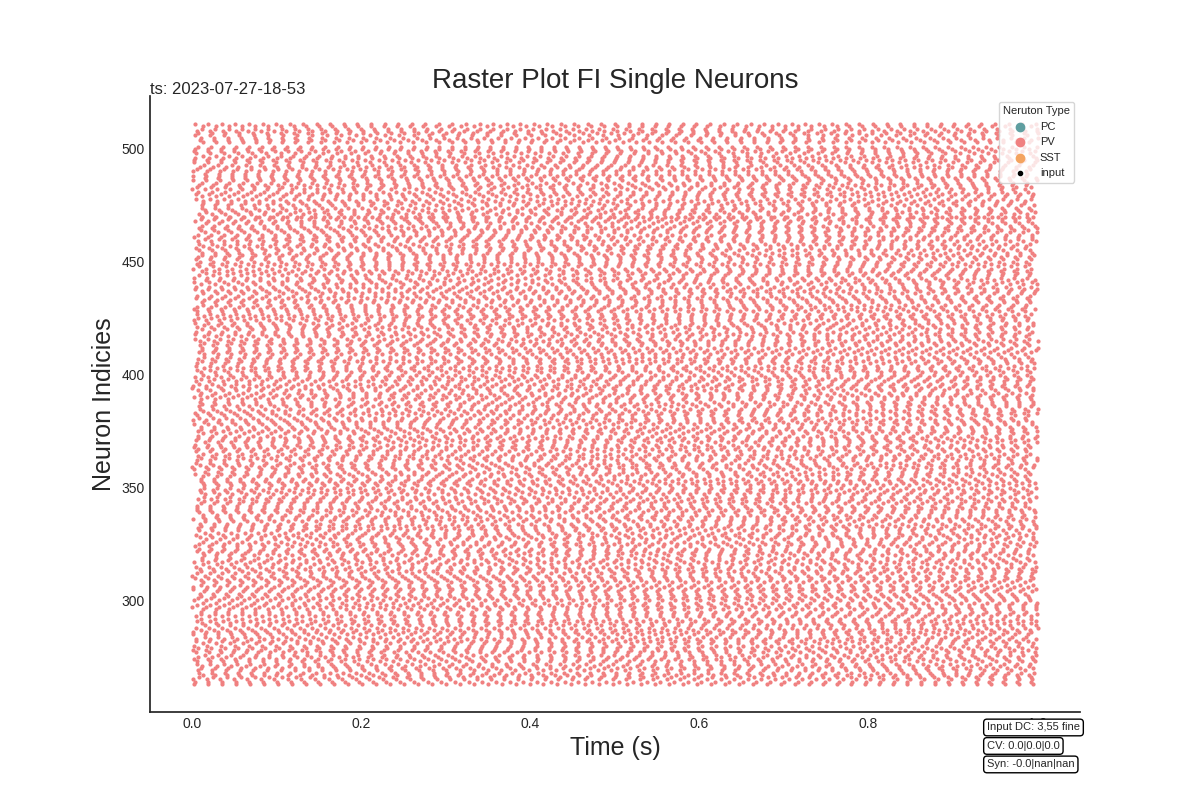 Raster Plot FI Single Neurons
ts: 2023-07-27-18-53
Neruton Type
PC
PV
SST
input
500
450
400
350
300
Neuron Indicies
0.0 0.2 0.4 0.6 0.8
Time (s)
Input DC: 3,55 fine
CV: 0.0|0.0|0.0
Syn: -0.0|nan|nan